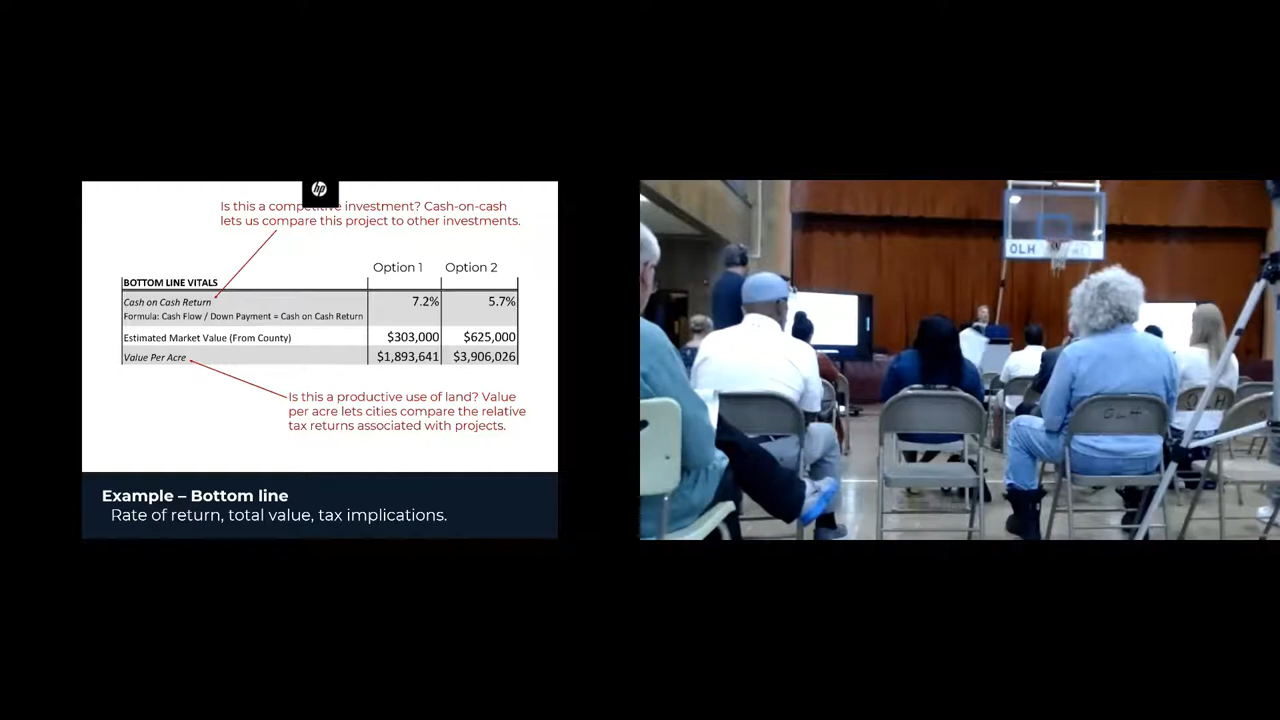 hp
Is this a competitive investment? Cash-on-cash
lets us compare this project to other investments.
Option 1 Option 2
BOTTOM LINE VITALS
Cash on Cash Return 7.2% 5.7%
Formula: Cash Flow / Down Payment = Cash on Cash Return
Estimated Market Value (From County) $303,000 $625,000
Value Per Acre $1,893,641 $3,906,026
Is this a productive use of land? Value
per acre lets cities compare the relative
tax returns associated with projects.
Example – Bottom line
Rate of return, total value, tax implications.
OLH